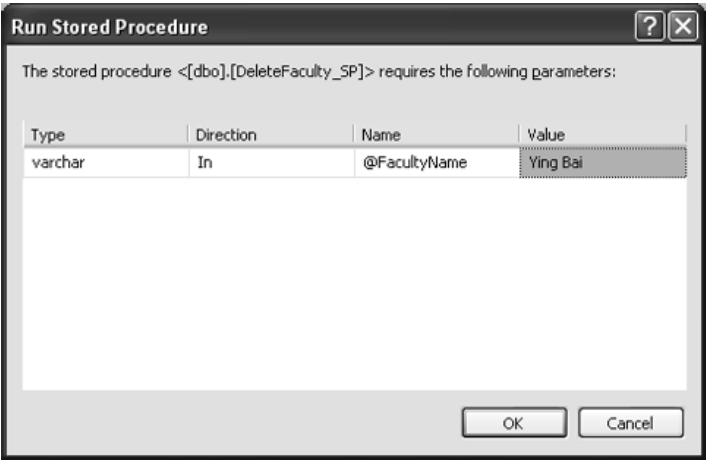 Run Stored Procedure
The stored procedure <[dbo].[DeleteFaculty_SP]> requires the following parameters:
Type Direction Name Value
varchar In @FacultyName Ying Bai
OK Cancel